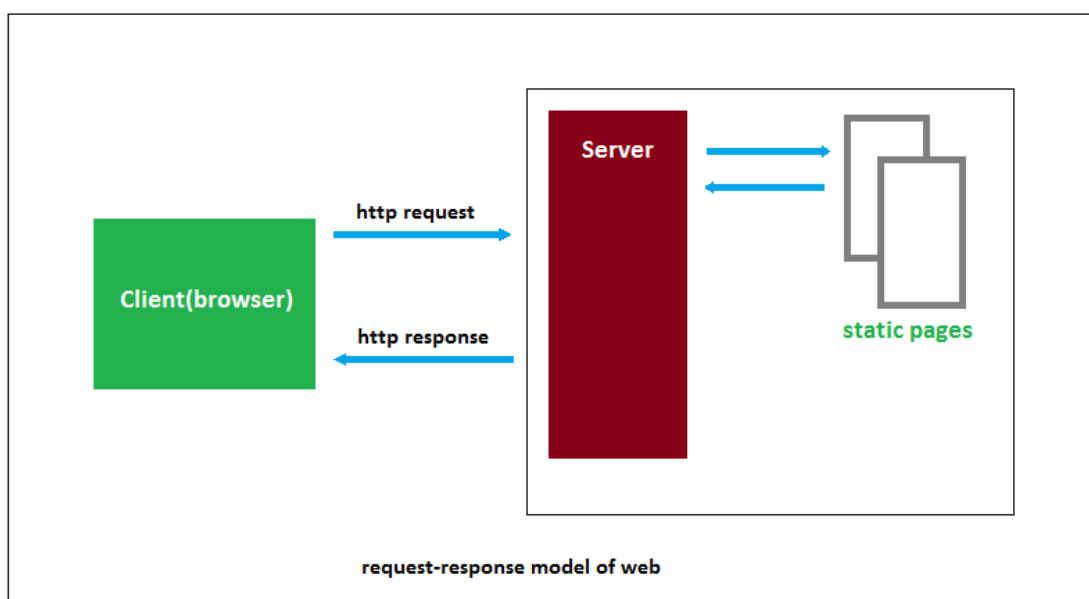 Server
http request
Client(browser)
http response
static pages
request-response model of web